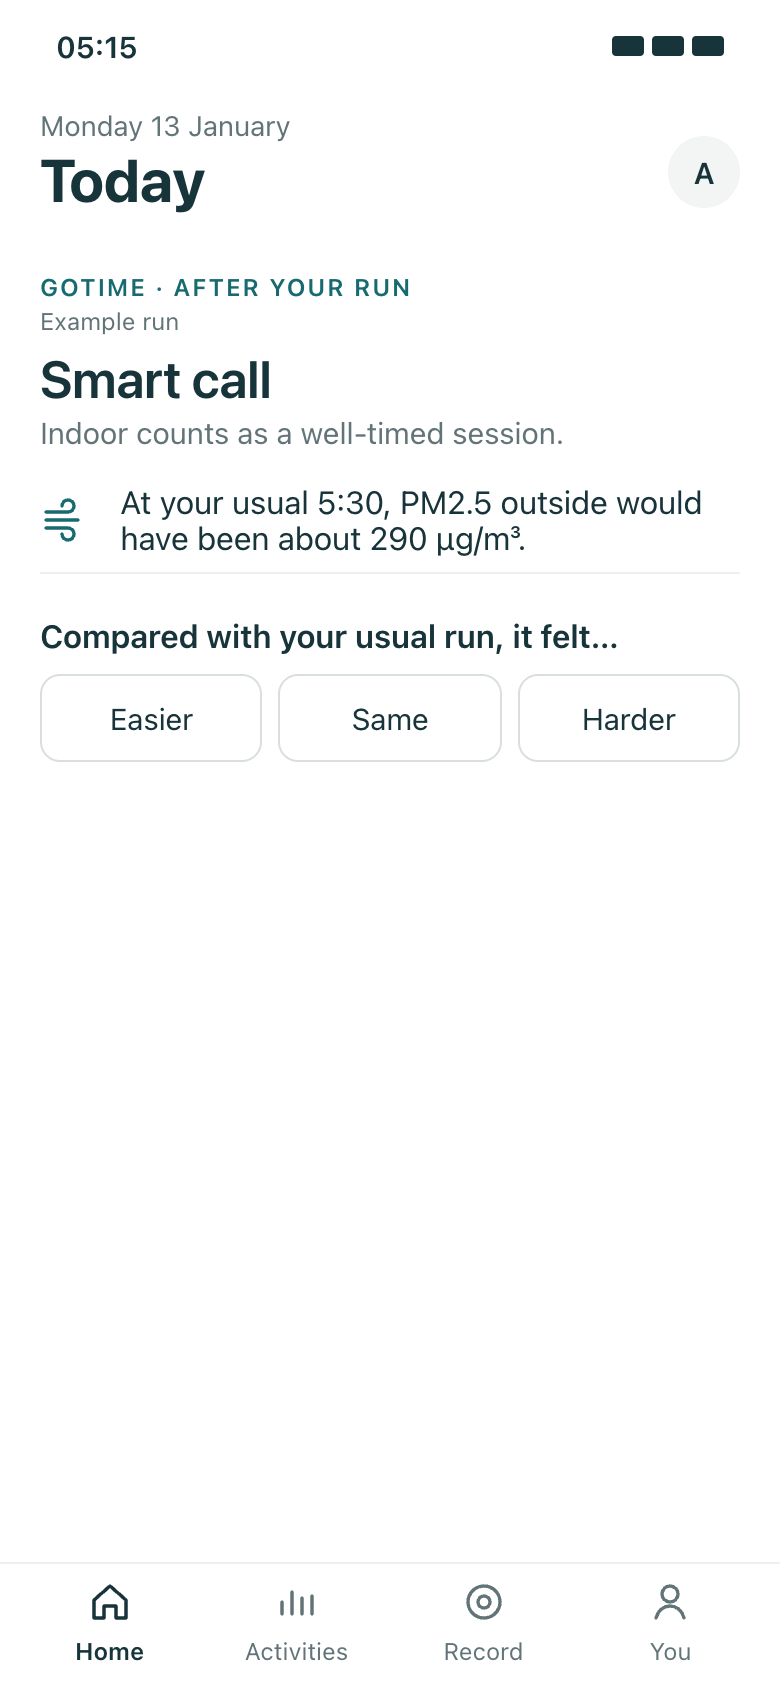 05:15
Monday 13 January
Today
A
GOTIME · AFTER YOUR RUN
Example run
Smart call
Indoor counts as a well-timed session.
At your usual 5:30, PM2.5 outside would
have been about 290 µg/m³.
Compared with your usual run, it felt...
Easier
Same
Harder
Home
Activities
Record
You